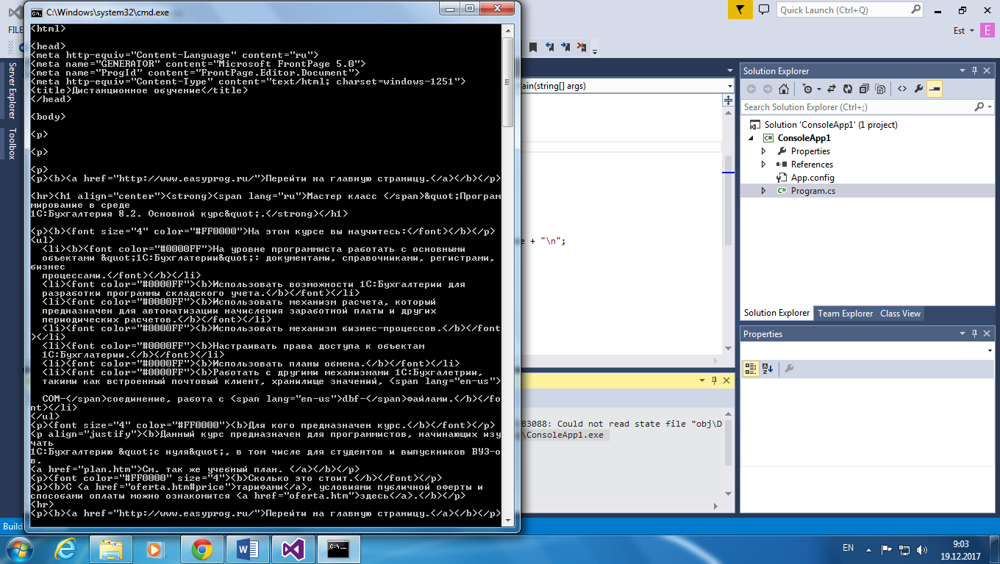 C:\Windows\system32\cmd.exe
<html>
<head>
<meta http-equiv="Content-Language" content="ru">
<meta name="GENERATOR" content="Microsoft FrontPage 5.0">
<meta name="ProgId" content="FrontPage.Editor.Document">
<meta http-equiv="Content-Type" content="text/html; charset=windows-1251">
<title>Дистанционное обучение</title>
</head>
<body>
<p>
<p>
<p>
<p><b><a href="http://www.easyprog.ru/">Перейти на главную страницу.</a></b></p>
<hr><h1 align="center"><strong><span lang="ru">Мастер класс </span>&quot;Програм
мирование в среде
1С:Бухгалтерия 8.2. Основной курс&quot;.</strong></h1>
<p><b><font size="4" color="#FF0000">На этом курсе вы научитесь:</font></b></p>
<ul>
<li><b><font color="#0000FF">На уровне программиста работать с основными
объектами &quot;1С:Бухглатерии&quot;: документами, справочниками, регистрами,
бизнес
процессами.</font></b></li>
<li><font color="#0000FF"><b>Использовать возможности 1С:Бухгалтерии для
разработки программы складского учета.</b></font></li>
<li><font color="#0000FF"><b>Использовать механизм расчета, который
предназначен для автоматизации начисления заработной платы и других
периодических расчетов.</b></font></li>
<li><font color="#0000FF"><b>Использовать механизм бизнес-процессов.</b></font
></li>
<li><font color="#0000FF"><b>Настраивать права доступа к объектам
1С:Бухгалтерии.</b></font></li>
<li><font color="#0000FF"><b>Использовать планы обмена.</b></font></li>
<li><font color="#0000FF"><b>Работать с другими механизмами 1С:Бухгалетрии,
такими как встроенный почтовый клиент, хранилище значений, <span lang="en-us">
COM-</span>соединение, работа с <span lang="en-us">dbf-</span>файлами.</b></fo
nt></li>
</ul>
<p><font size="4" color="#FF0000"><b>Для кого предназначен курс.</b></font></p>
<p align="justify"><b>Данный курс предназначен для программистов, начинающих изу
чать
1С:Бухгалтерию &quot;с нуля&quot;, в том числе для студентов и выпускников ВУЗ-о
в.
<a href="plan.htm">См. так же учебный план. </a></b></p>
<p><font color="#FF0000" size="4"><b>Сколько это стоит.</b></font></p>
<p><b>С <a href="oferta.htm#price">тарифами</a>, условиями публичной оферты и
способами оплаты можно ознакомится <a href="oferta.htm">здесь</a>.</b></p>
<hr>
<p><b><a href="http://www.easyprog.ru/">Перейти на главную страницу.</a></b></p>
FILE
Server Explorer
Toolbox
Quick Launch (Ctrl+Q)
Est
E
ain(string[] args)
e + "\n";
B3088: Could not read state file "obj\D
\ConsoleApp1.exe
Solution Explorer
Search Solution Explorer (Ctrl+;)
Solution 'ConsoleApp1' (1 project)
C# ConsoleApp1
Properties
References
App.config
C# Program.cs
Solution Explorer Team Explorer Class View
Properties
Build
EN
9:03
19.12.2017